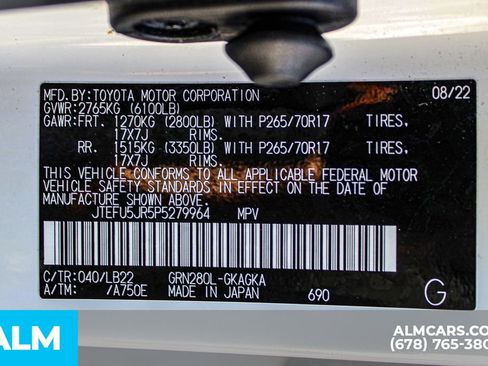 MFD.BY:TOYOTA MOTOR CORPORATION 08/22
GVWR:2765KG (6100LB)
GAWR:FRT. 1270KG (2800LB) WITH P265/70R17 TIRES,
17X7J RIMS,
RR. 1515KG (3350LB) WITH P265/70R17 TIRES,
17X7J RIMS.
THIS VEHICLE CONFORMS TO ALL APPLICABLE FEDERAL MOTOR
VEHICLE SAFETY STANDARDS IN EFFECT ON THE DATE OF
MANUFACTURE SHOWN ABOVE.
JTEFU5JR5P5279964 MPV
C/TR:040/LB22 GRN280L-GKAGKA
A/TM: /A750E MADE IN JAPAN 690 G
ALM
ALMCARS.COM
(678) 765-380